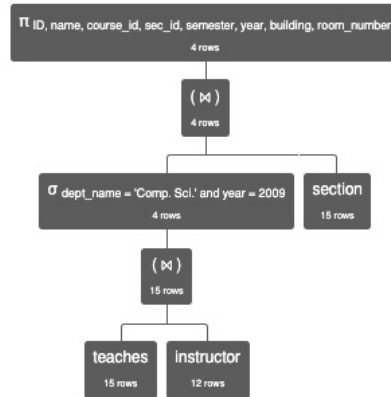 π ID, name, course_id, sec_id, semester, year, building, room_number
4 rows
( ⋈ )
4 rows
σ dept_name = 'Comp. Sci.' and year = 2009
4 rows
section
15 rows
( ⋈ )
15 rows
teaches
15 rows
instructor
12 rows